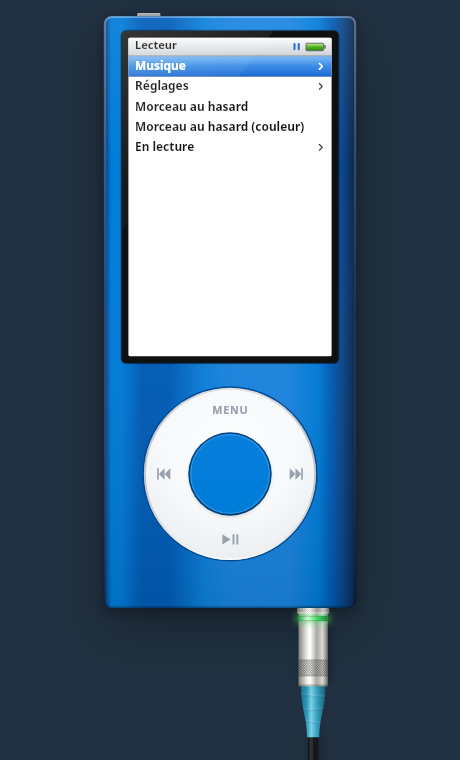 Lecteur
Musique
Réglages
Morceau au hasard
Morceau au hasard (couleur)
En lecture
MENU